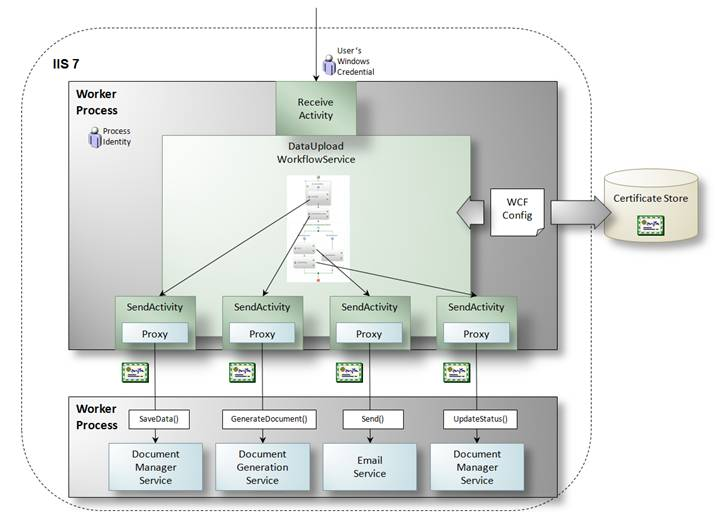 User's
Windows
Credential
IIS 7
Worker
Process
Receive
Activity
Process
Identity
DataUpload
WorkflowService
WCF
Config
Certificate Store
SendActivity
SendActivity
SendActivity
SendActivity
Proxy
Proxy
Proxy
Proxy
Worker
Process
SaveData()
GenerateDocument()
Send()
UpdateStatus()
Document
Manager
Service
Document
Generation
Service
Email
Service
Document
Manager
Service